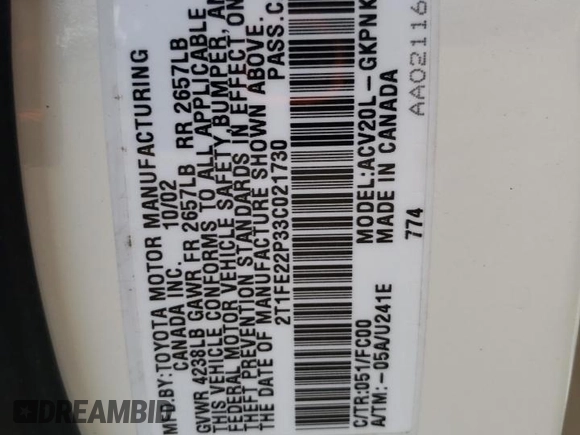 MFD.BY:TOYOTA MOTOR MANUFACTURING
CANADA INC. 10/02
GVWR 4238LB GAWR FR 2657LB RR 2657LB
THIS VEHICLE CONFORMS TO ALL APPLICABLE
FEDERAL MOTOR VEHICLE SAFETY,BUMPER, AND
THEFT PREVENTION STANDARDS IN EFFECT ON
THE DATE OF MANUFACTURE SHOWN ABOVE.
2T1FE22P33C021730 PASS.C
C/TR:051/FC00 MODEL:ACV20L-GKPNK
A/TM:-05A/U241E MADE IN CANADA
774 AA02116
DREAMBID